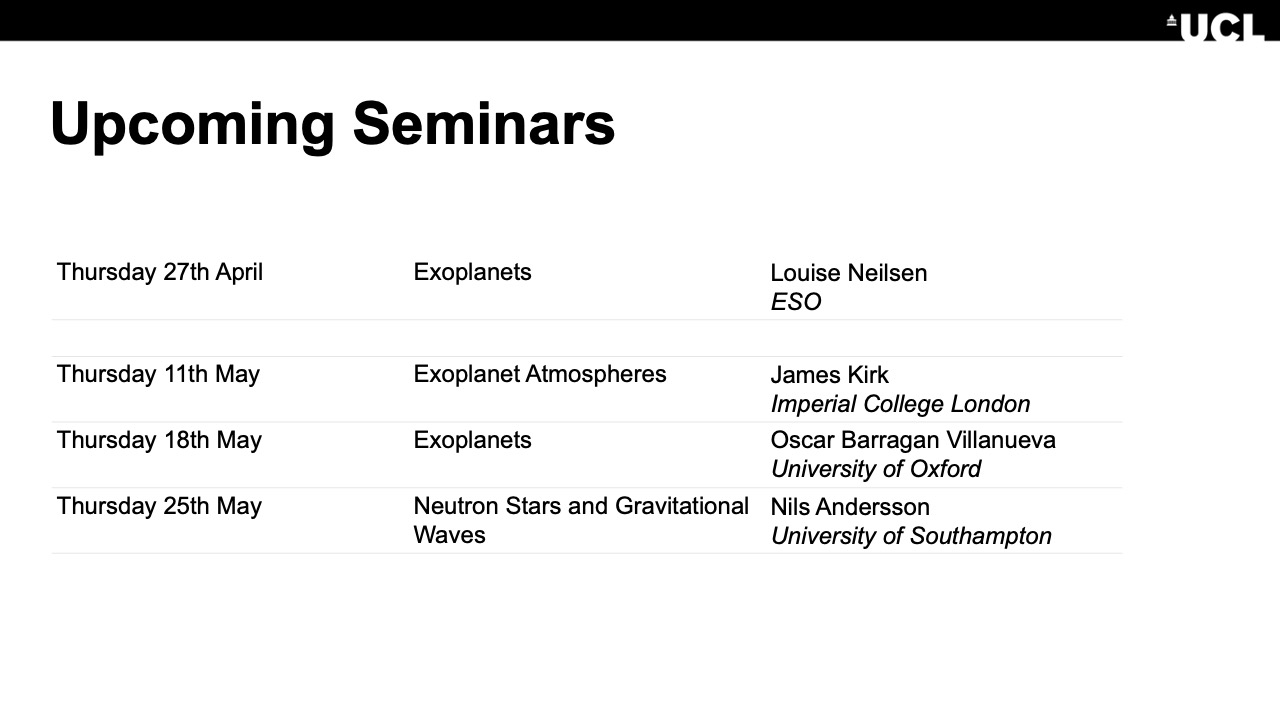 UCL
Upcoming Seminars
Thursday 27th April Exoplanets Louise Neilsen
ESO
Thursday 11th May Exoplanet Atmospheres James Kirk
Imperial College London
Thursday 18th May Exoplanets Oscar Barragan Villanueva
University of Oxford
Thursday 25th May Neutron Stars and Gravitational Nils Andersson
Waves University of Southampton